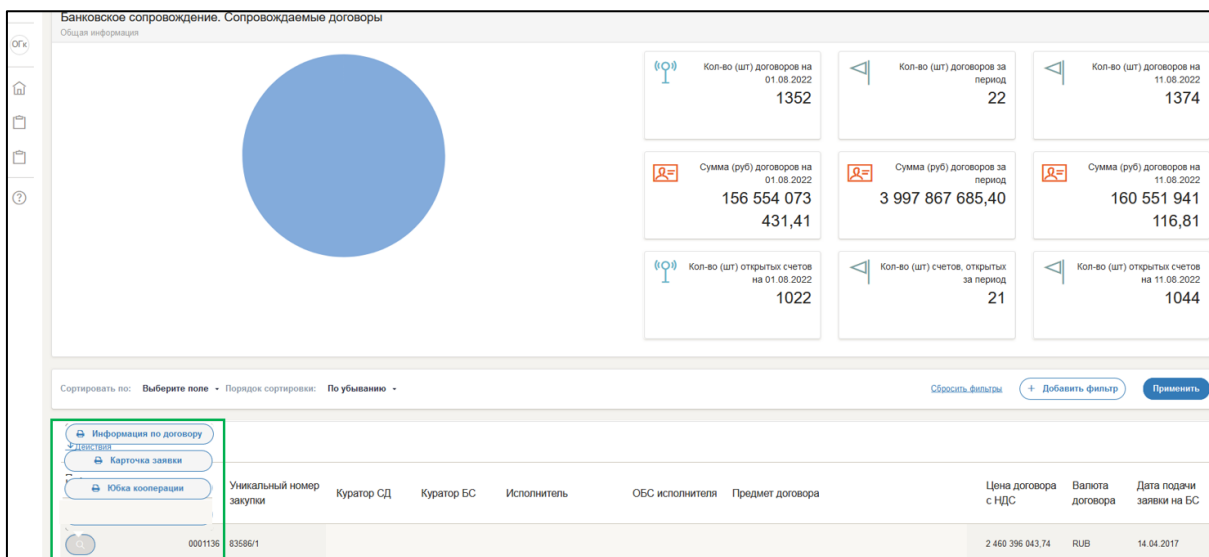 Банковское сопровождение. Сопровождаемые договоры
Общая информация
ОГк
Кол-во (шт) договоров на
01.08.2022
1352
Кол-во (шт) договоров за
период
22
Кол-во (шт) договоров на
11.08.2022
1374
Сумма (руб) договоров на
01.08.2022
156 554 073
431,41
Сумма (руб) договоров за
период
3 997 867 685,40
Сумма (руб) договоров на
11.08.2022
160 551 941
116,81
Кол-во (шт) открытых счетов
на 01.08.2022
1022
Кол-во (шт) счетов, открытых
за период
21
Кол-во (шт) открытых счетов
на 11.08.2022
1044
Сортировать по: Выберите поле Порядок сортировки: По убыванию
Сбросить фильтры
+ Добавить фильтр
Применить
Информация по договору
Действия
Карточка заявки
Юбка кооперации
Уникальный номер
закупки
Куратор СД
Куратор БС
Исполнитель
ОБС исполнителя
Предмет договора
Цена договора
с НДС
Валюта
договора
Дата подачи
заявки на БС
0001136 83586/1 2 460 396 043,74 RUB 14.04.2017